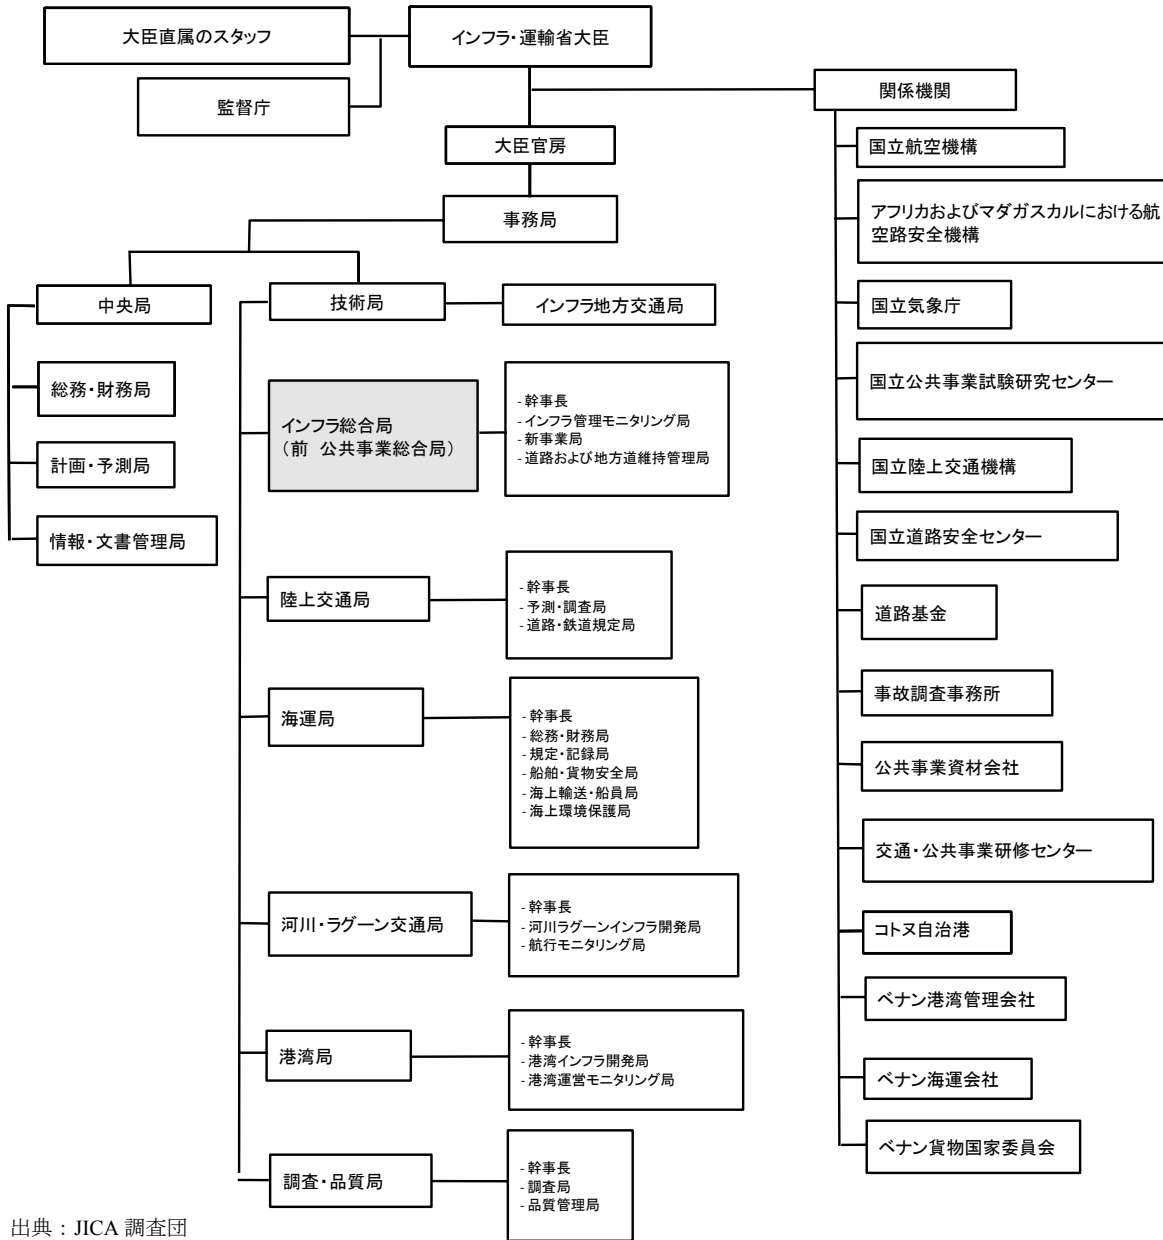 大臣直属のスタッフ
インフラ・運輸省大臣
監督庁
関係機関
大臣官房
事務局
中央局
技術局
インフラ地方交通局
総務・財務局
計画・予測局
情報・文書管理局
インフラ総合局
（前　公共事業総合局）
- 幹事長
- インフラ管理モニタリング局
- 新事業局
- 道路および地方道維持管理局
陸上交通局
- 幹事長
- 予測・調査局
- 道路・鉄道規定局
海運局
- 幹事長
- 総務・財務局
- 規定・記録局
- 船舶・貨物安全局
- 海上輸送・船員局
- 海上環境保護局
河川・ラグーン交通局
- 幹事長
- 河川ラグーンインフラ開発局
- 航行モニタリング局
港湾局
- 幹事長
- 港湾インフラ開発局
- 港湾運営モニタリング局
調査・品質局
- 幹事長
- 調査局
- 品質管理局
国立航空機構
アフリカおよびマダガスカルにおける航
空路安全機構
国立気象庁
国立公共事業試験研究センター
国立陸上交通機構
国立道路安全センター
道路基金
事故調査事務所
公共事業資材会社
交通・公共事業研修センター
コトヌ自治港
ベナン港湾管理会社
ベナン海運会社
ベナン貨物国家委員会
出典：JICA 調査団